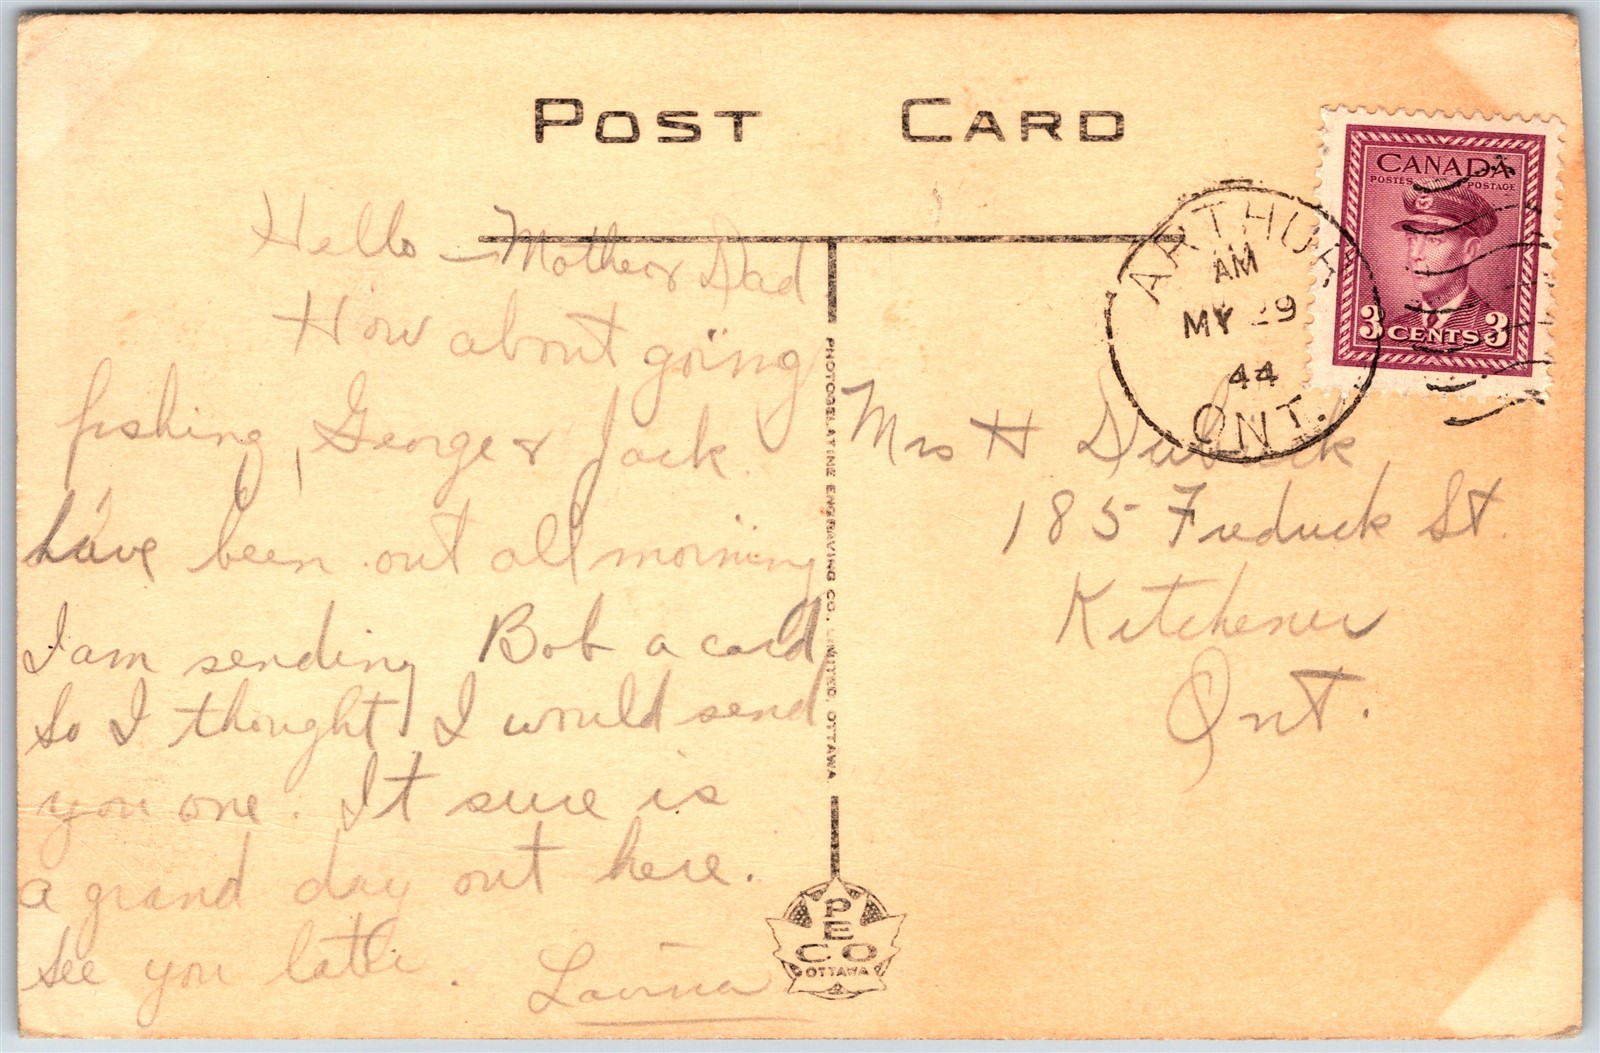 POST CARD
Hello - Mother & Dad
How about going
fishing, George & Jack
have been out all morning
I am sending Bob a card
So I thought I would send
you one. It sure is
a grand day out here.
See you later.
Lavina
PHOTOGELATINE ENGRAVING CO. LIMITED. OTTAWA.
PECO
OTTAWA
CANADA
POSTES POSTAGE
3 CENTS 3
ARTHUR
AM
MY 29
44
ONT.
Mrs H
185 Fredrick St.
Kitchener
Ont.